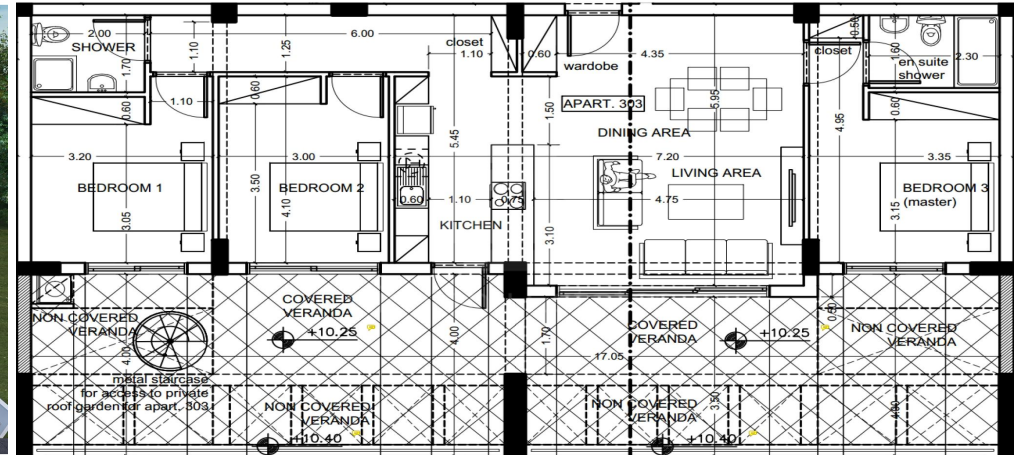 2.00
SHOWER
1.70
1.10
1.25
6.00
closet
1.10
0.60
wardobe
4.35
0.50
closet
1.60
en suite
shower
2.30
0.60
1.10
0.60
1.50
APART. 303
5.95
DINING AREA
4.95
0.60
3.20
3.00
5.45
7.20
LIVING AREA
3.35
BEDROOM 1
3.50
BEDROOM 2
4.10
0.60
1.10
0.75
4.75
BEDROOM 3
(master)
3.15
3.05
KITCHEN
3.10
NON COVERED
VERANDA
COVERED
VERANDA
+10.25
4.00
4.00
1.70
COVERED
VERANDA
+10.25
0.50
NON COVERED
VERANDA
17.05
metal staircase
for access to private
roof garden for apart. 303
NON COVERED
VERANDA
+10.40
NON COVERED
VERANDA
3.50
+10.40